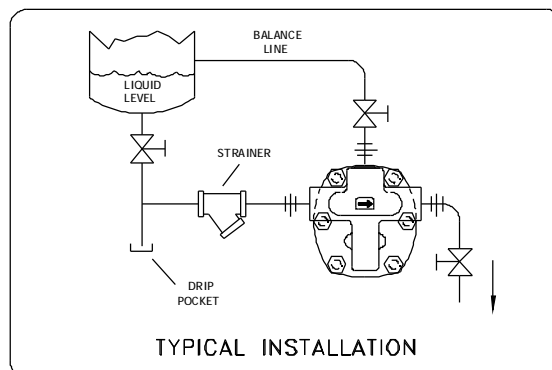 BALANCE
LINE
LIQUID
LEVEL
STRAINER
DRIP
POCKET
TYPICAL INSTALLATION